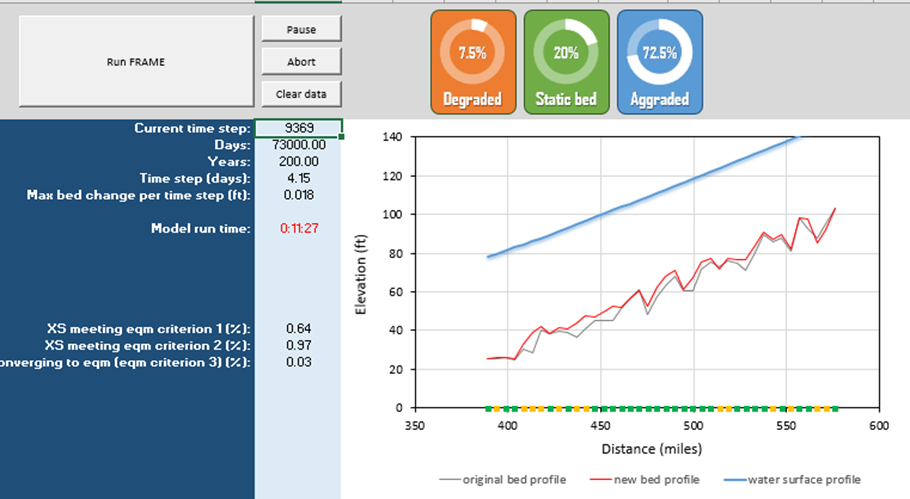 Run FRAME
Pause
Abort
Clear data
7.5%
Degraded
20%
Static bed
72.5%
Aggraded
Current time step: 9369
Days: 73000.00
Years: 200.00
Time step (days): 4.15
Max bed change per time step (ft): 0.018
Model run time: 0:11:27
XS meeting eqm criterion 1 (%): 0.64
XS meeting eqm criterion 2 (%): 0.97
onverging to eqm (eqm criterion 3) (%): 0.03
Elevation (ft)
140
120
100
80
60
40
20
0
350 400 450 500 550 600
Distance (miles)
original bed profile new bed profile water surface profile